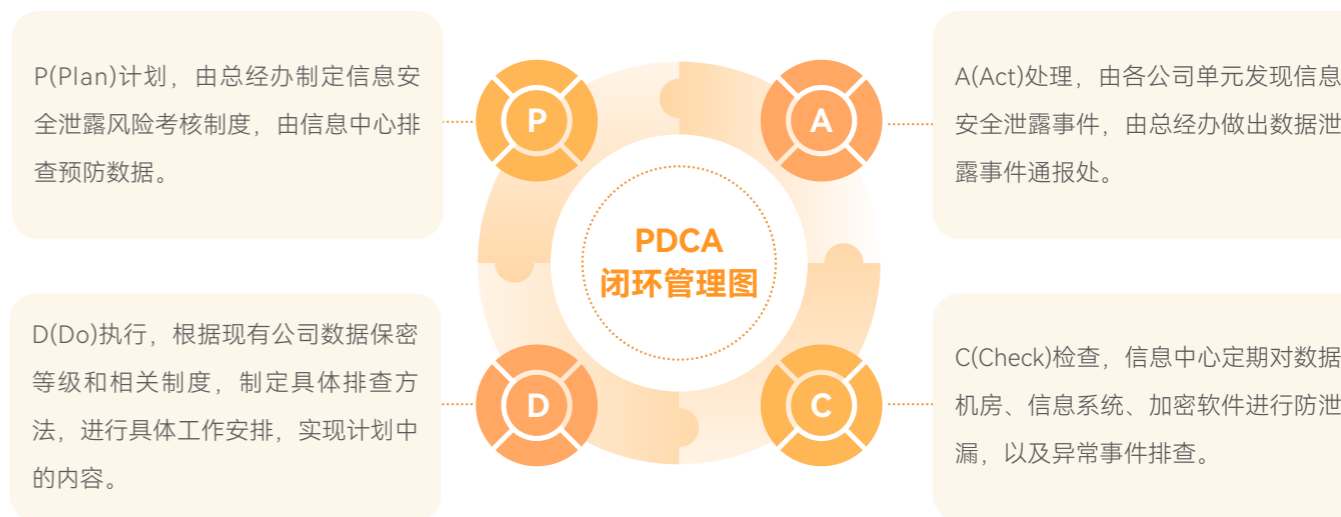 P(Plan)计划，由总经办制定信息安
全泄露风险考核制度，由信息中心排
查预防数据。
P
A
A(Act)处理，由各公司单元发现信息
安全泄露事件，由总经办做出数据泄
露事件通报处。
PDCA
闭环管理图
D(Do)执行，根据现有公司数据保密
等级和相关制度，制定具体排查方
法，进行具体工作安排，实现计划中
的内容。
D
C
C(Check)检查，信息中心定期对数据
机房、信息系统、加密软件进行防泄
漏，以及异常事件排查。